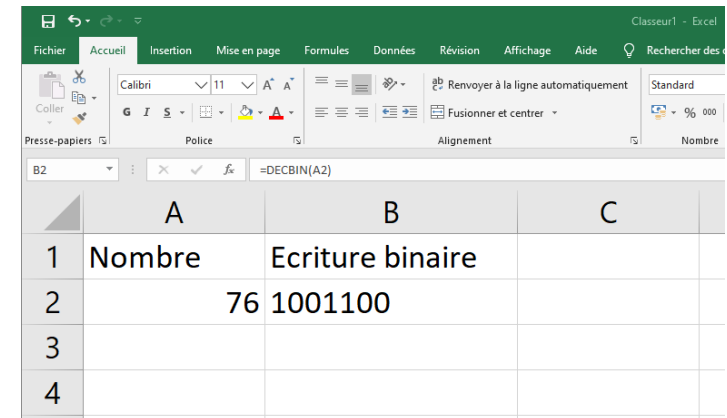 Classeur1 - Excel
Fichier Accueil Insertion Mise en page Formules Données Révision Affichage Aide Rechercher des
Coller Calibri 11 A A ab Renvoyer à la ligne automatiquement Standard
G I S A Fusionner et centrer % 000
Presse-papiers Police Alignement Nombre
B2 fx =DECBIN(A2)
A B C
1 Nombre Ecriture binaire
2 76 1001100
3
4